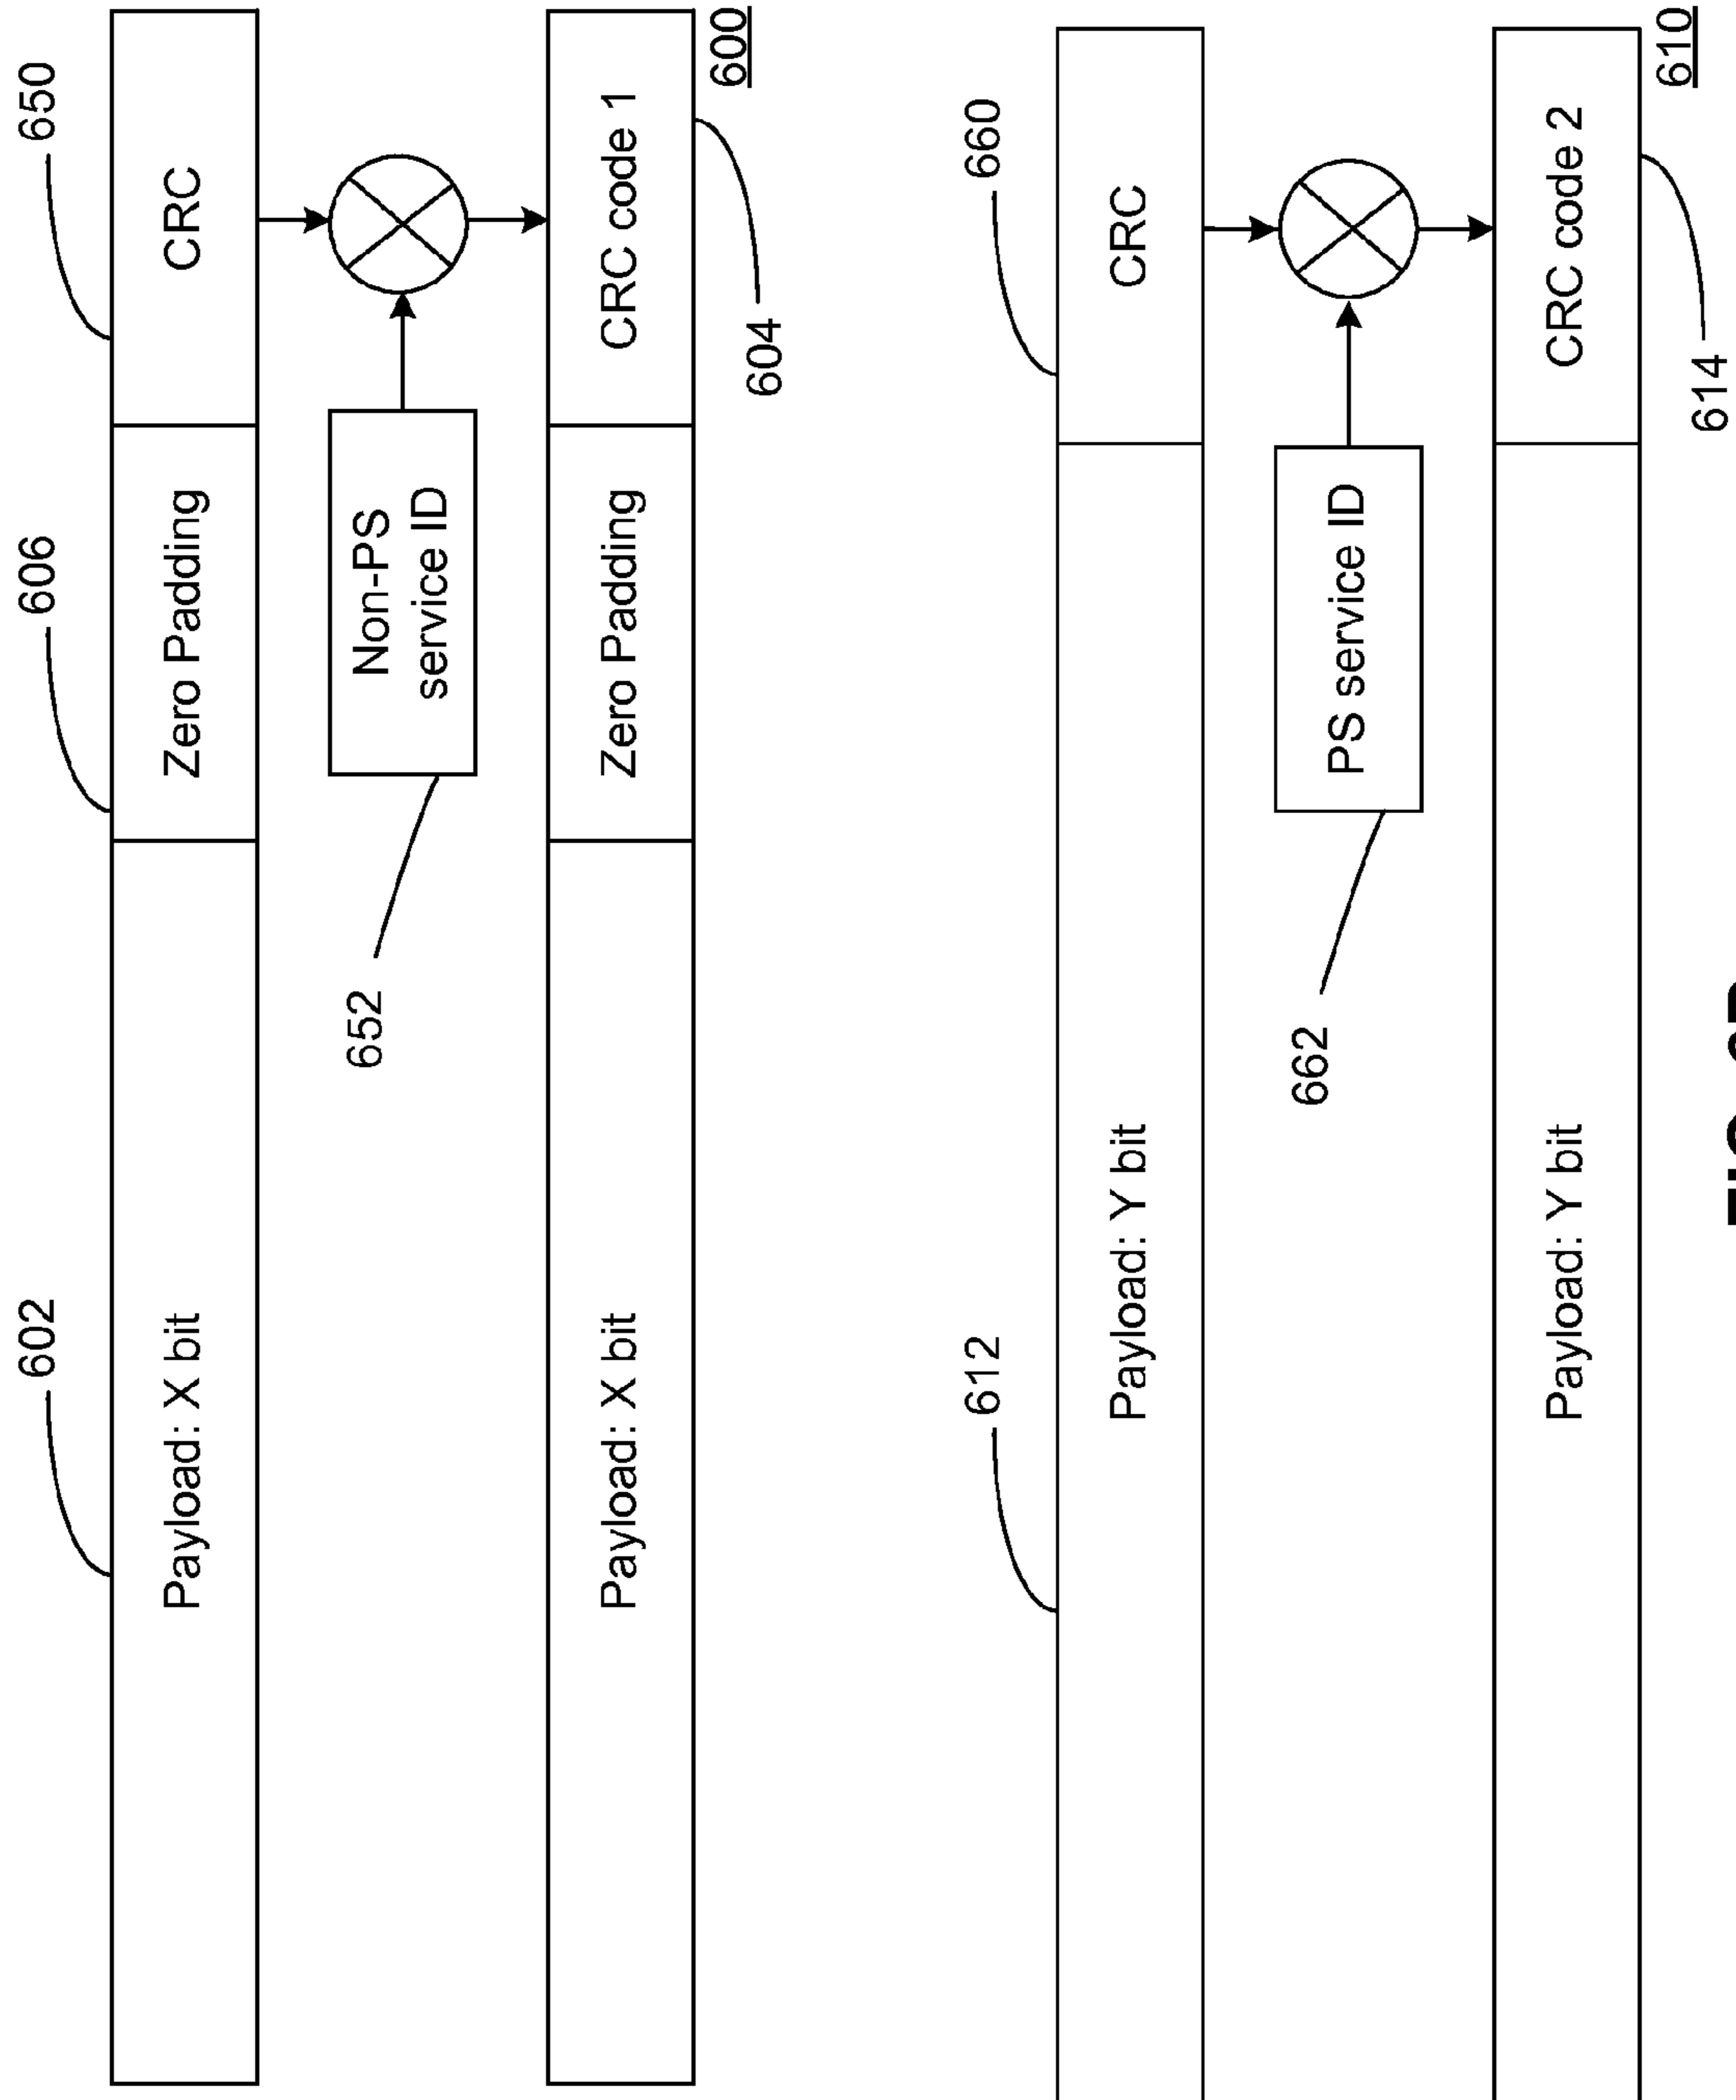 602
606
650
Payload: X bit
Zero Padding
CRC
652
Non-PS
service ID
Payload: X bit
Zero Padding
CRC code 1
604
600
612
660
Payload: Y bit
CRC
662
PS service ID
Payload: Y bit
CRC code 2
614
610